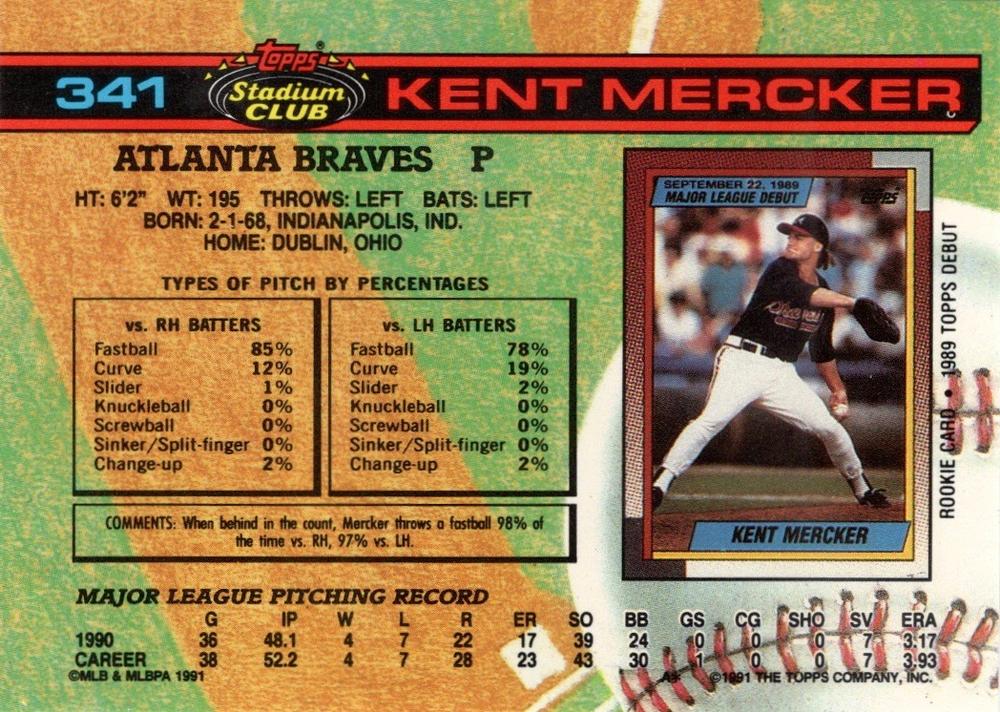 341 TOPPS® Stadium CLUB KENT MERCKER
ATLANTA BRAVES P
HT: 6'2" WT: 195 THROWS: LEFT BATS: LEFT
BORN: 2-1-68, INDIANAPOLIS, IND.
HOME: DUBLIN, OHIO
TYPES OF PITCH BY PERCENTAGES
vs. RH BATTERS
Fastball 85%
Curve 12%
Slider 1%
Knuckleball 0%
Screwball 0%
Sinker/Split-finger 0%
Change-up 2%
vs. LH BATTERS
Fastball 78%
Curve 19%
Slider 2%
Knuckleball 0%
Screwball 0%
Sinker/Split-finger 0%
Change-up 2%
COMMENTS: When behind in the count, Mercker throws a fastball 98% of
the time vs. RH, 97% vs. LH.
SEPTEMBER 22, 1989
MAJOR LEAGUE DEBUT
TOPPS
Braves
KENT MERCKER
ROOKIE CARD • 1989 TOPPS DEBUT
MAJOR LEAGUE PITCHING RECORD
G IP W L R ER SO BB GS CG SHO SV ERA
1990 36 48.1 4 7 22 17 39 24 0 0 0 7 3.17
CAREER 38 52.2 4 7 28 23 43 30 1 0 0 7 3.93
©MLB & MLBPA 1991 ©1991 THE TOPPS COMPANY, INC.